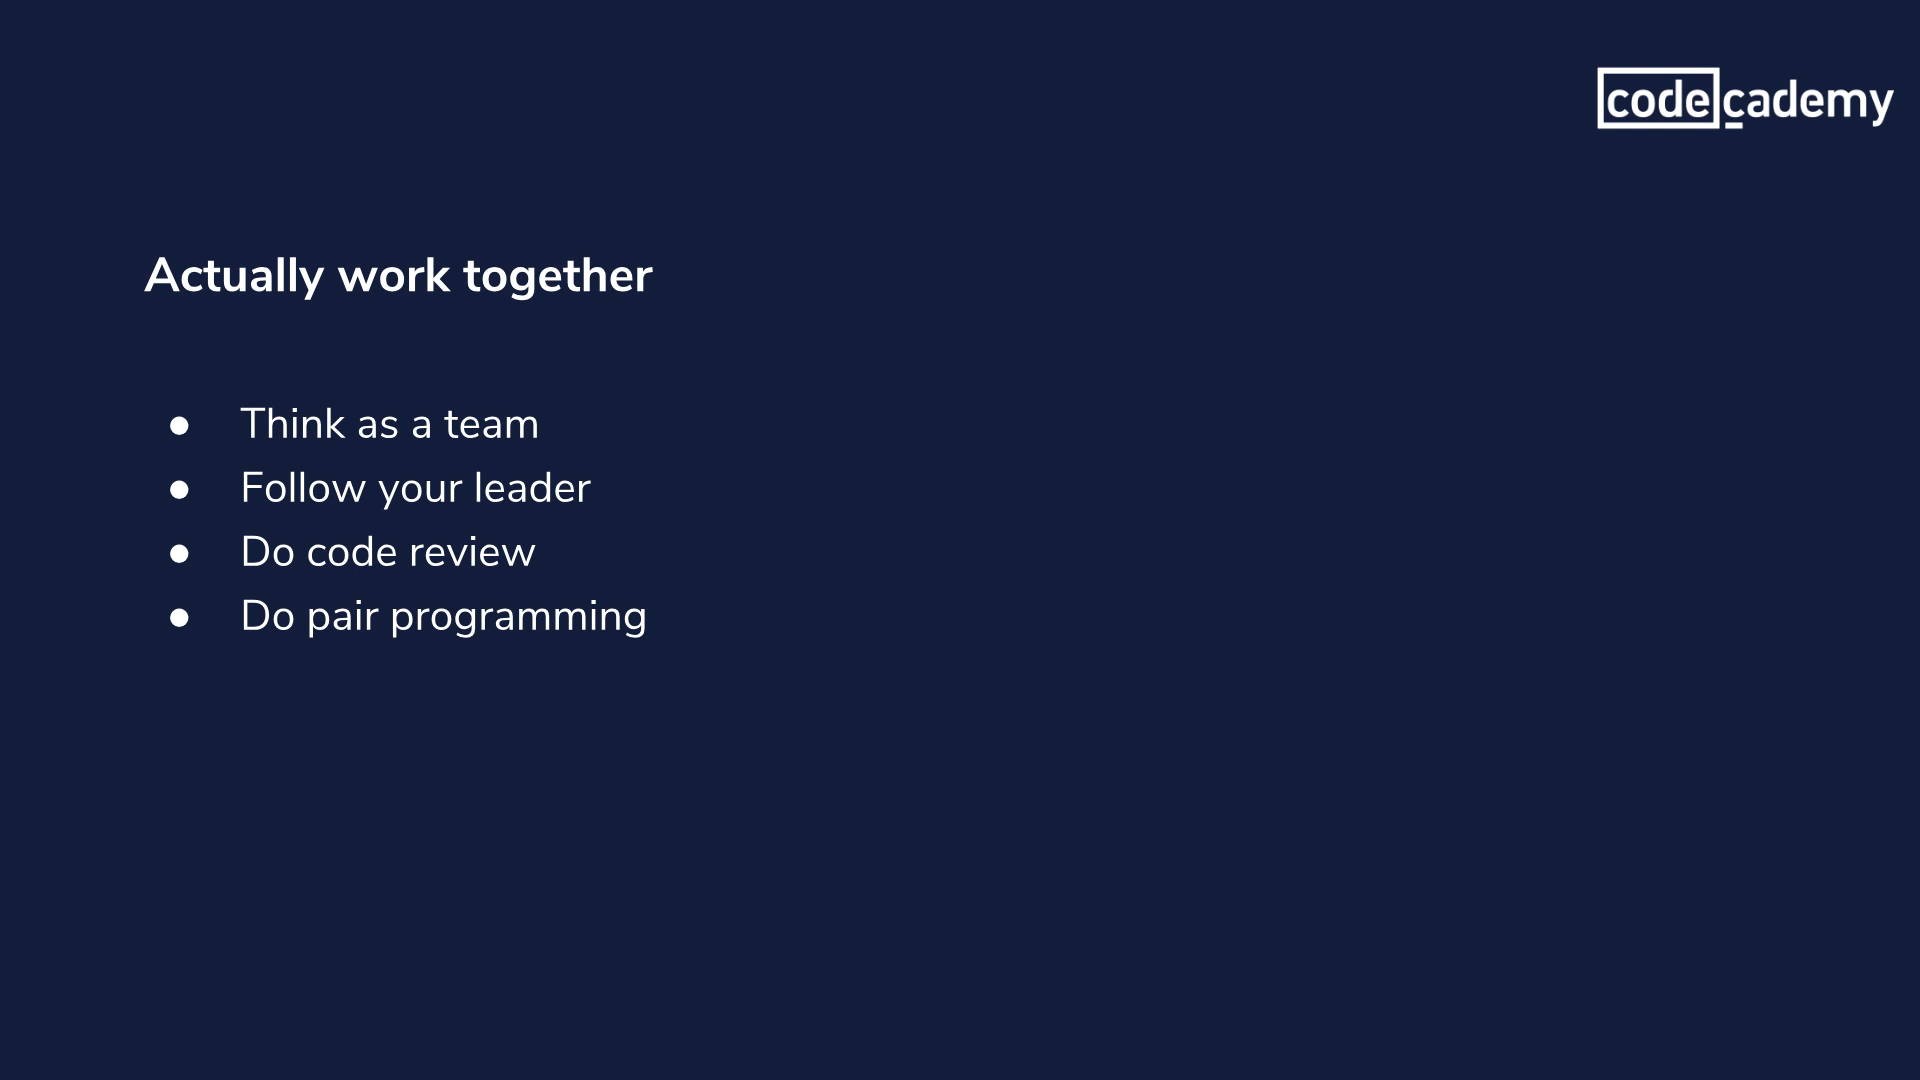 codecademy
Actually work together
● Think as a team
● Follow your leader
● Do code review
● Do pair programming